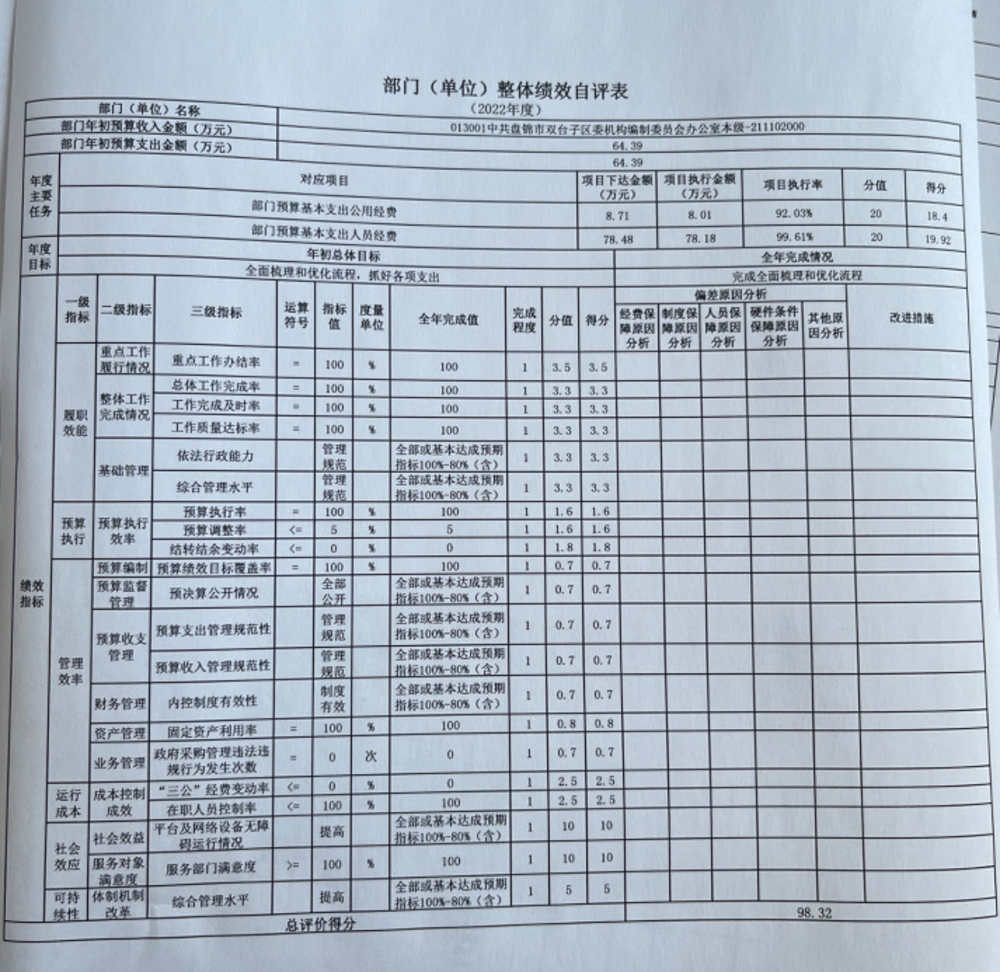 部门（单位）整体绩效自评表
（2022年度）
部门（单位）名称 013001中共盘锦市双台子区委机构编制委员会办公室本级-211102000
部门年初预算收入金额（万元） 64.39
部门年初预算支出金额（万元） 64.39
年度主要任务 对应项目 项目下达金额（万元） 项目执行金额（万元） 项目执行率 分值 得分
部门预算基本支出公用经费 8.71 8.01 92.03% 20 18.4
部门预算基本支出人员经费 78.48 78.18 99.61% 20 19.92
年度目标 年初总体目标 全年完成情况
全面梳理和优化流程，抓好各项支出 完成全面梳理和优化流程
绩效指标 一级指标 二级指标 三级指标 运算符号 指标值 度量单位 全年完成值 完成程度 分值 得分 偏差原因分析 改进措施
经费保障原因分析 制度保障原因分析 人员保障原因分析 硬件条件保障原因分析 其他原因分析
履职效能 重点工作履行情况 重点工作办结率 = 100 % 100 1 3.5 3.5
整体工作完成情况 总体工作完成率 = 100 % 100 1 3.3 3.3
工作完成及时率 = 100 % 100 1 3.3 3.3
工作质量达标率 = 100 % 100 1 3.3 3.3
基础管理 依法行政能力 管理规范 全部或基本达成预期指标100%-80%（含） 1 3.3 3.3
综合管理水平 管理规范 全部或基本达成预期指标100%-80%（含） 1 3.3 3.3
预算执行 预算执行效率 预算执行率 = 100 % 100 1 1.6 1.6
预算调整率 <= 5 % 5 1 1.6 1.6
结转结余变动率 <= 0 % 0 1 1.8 1.8
管理效率 预算编制 预算绩效目标覆盖率 = 100 % 100 1 0.7 0.7
预算监督管理 预决算公开情况 全部公开 全部或基本达成预期指标100%-80%（含） 1 0.7 0.7
预算收支管理 预算支出管理规范性 管理规范 全部或基本达成预期指标100%-80%（含） 1 0.7 0.7
预算收入管理规范性 管理规范 全部或基本达成预期指标100%-80%（含） 1 0.7 0.7
财务管理 内控制度有效性 制度有效 全部或基本达成预期指标100%-80%（含） 1 0.7 0.7
资产管理 固定资产利用率 = 100 % 100 1 0.8 0.8
业务管理 政府采购管理违法违规行为发生次数 = 0 次 0 1 0.7 0.7
运行成本 成本控制成效 “三公”经费变动率 <= 0 % 0 1 2.5 2.5
在职人员控制率 <= 100 % 100 1 2.5 2.5
社会效应 社会效益 平台及网络设备无障碍运行情况 提高 全部或基本达成预期指标100%-80%（含） 1 10 10
服务对象满意度 服务部门满意度 >= 100 % 100 1 10 10
可持续性 体制机制改革 综合管理水平 提高 全部或基本达成预期指标100%-80%（含） 1 5 5
总评价得分 98.32